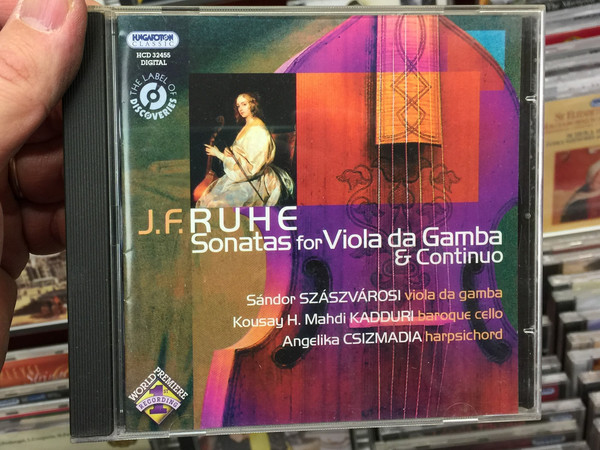 HUNGAROTON
CLASSIC
HCD 32455
DIGITAL
THE LABEL OF
DISCOVERIES
J.F. RUHE
Sonatas for Viola da Gamba
& Continuo
Sándor SZÁSZVÁROSI viola da gamba
Kousay H. Mahdi KADDURI baroque cello
Angelika CSIZMADIA harpsichord
WORLD PREMIERE
1
RECORDING